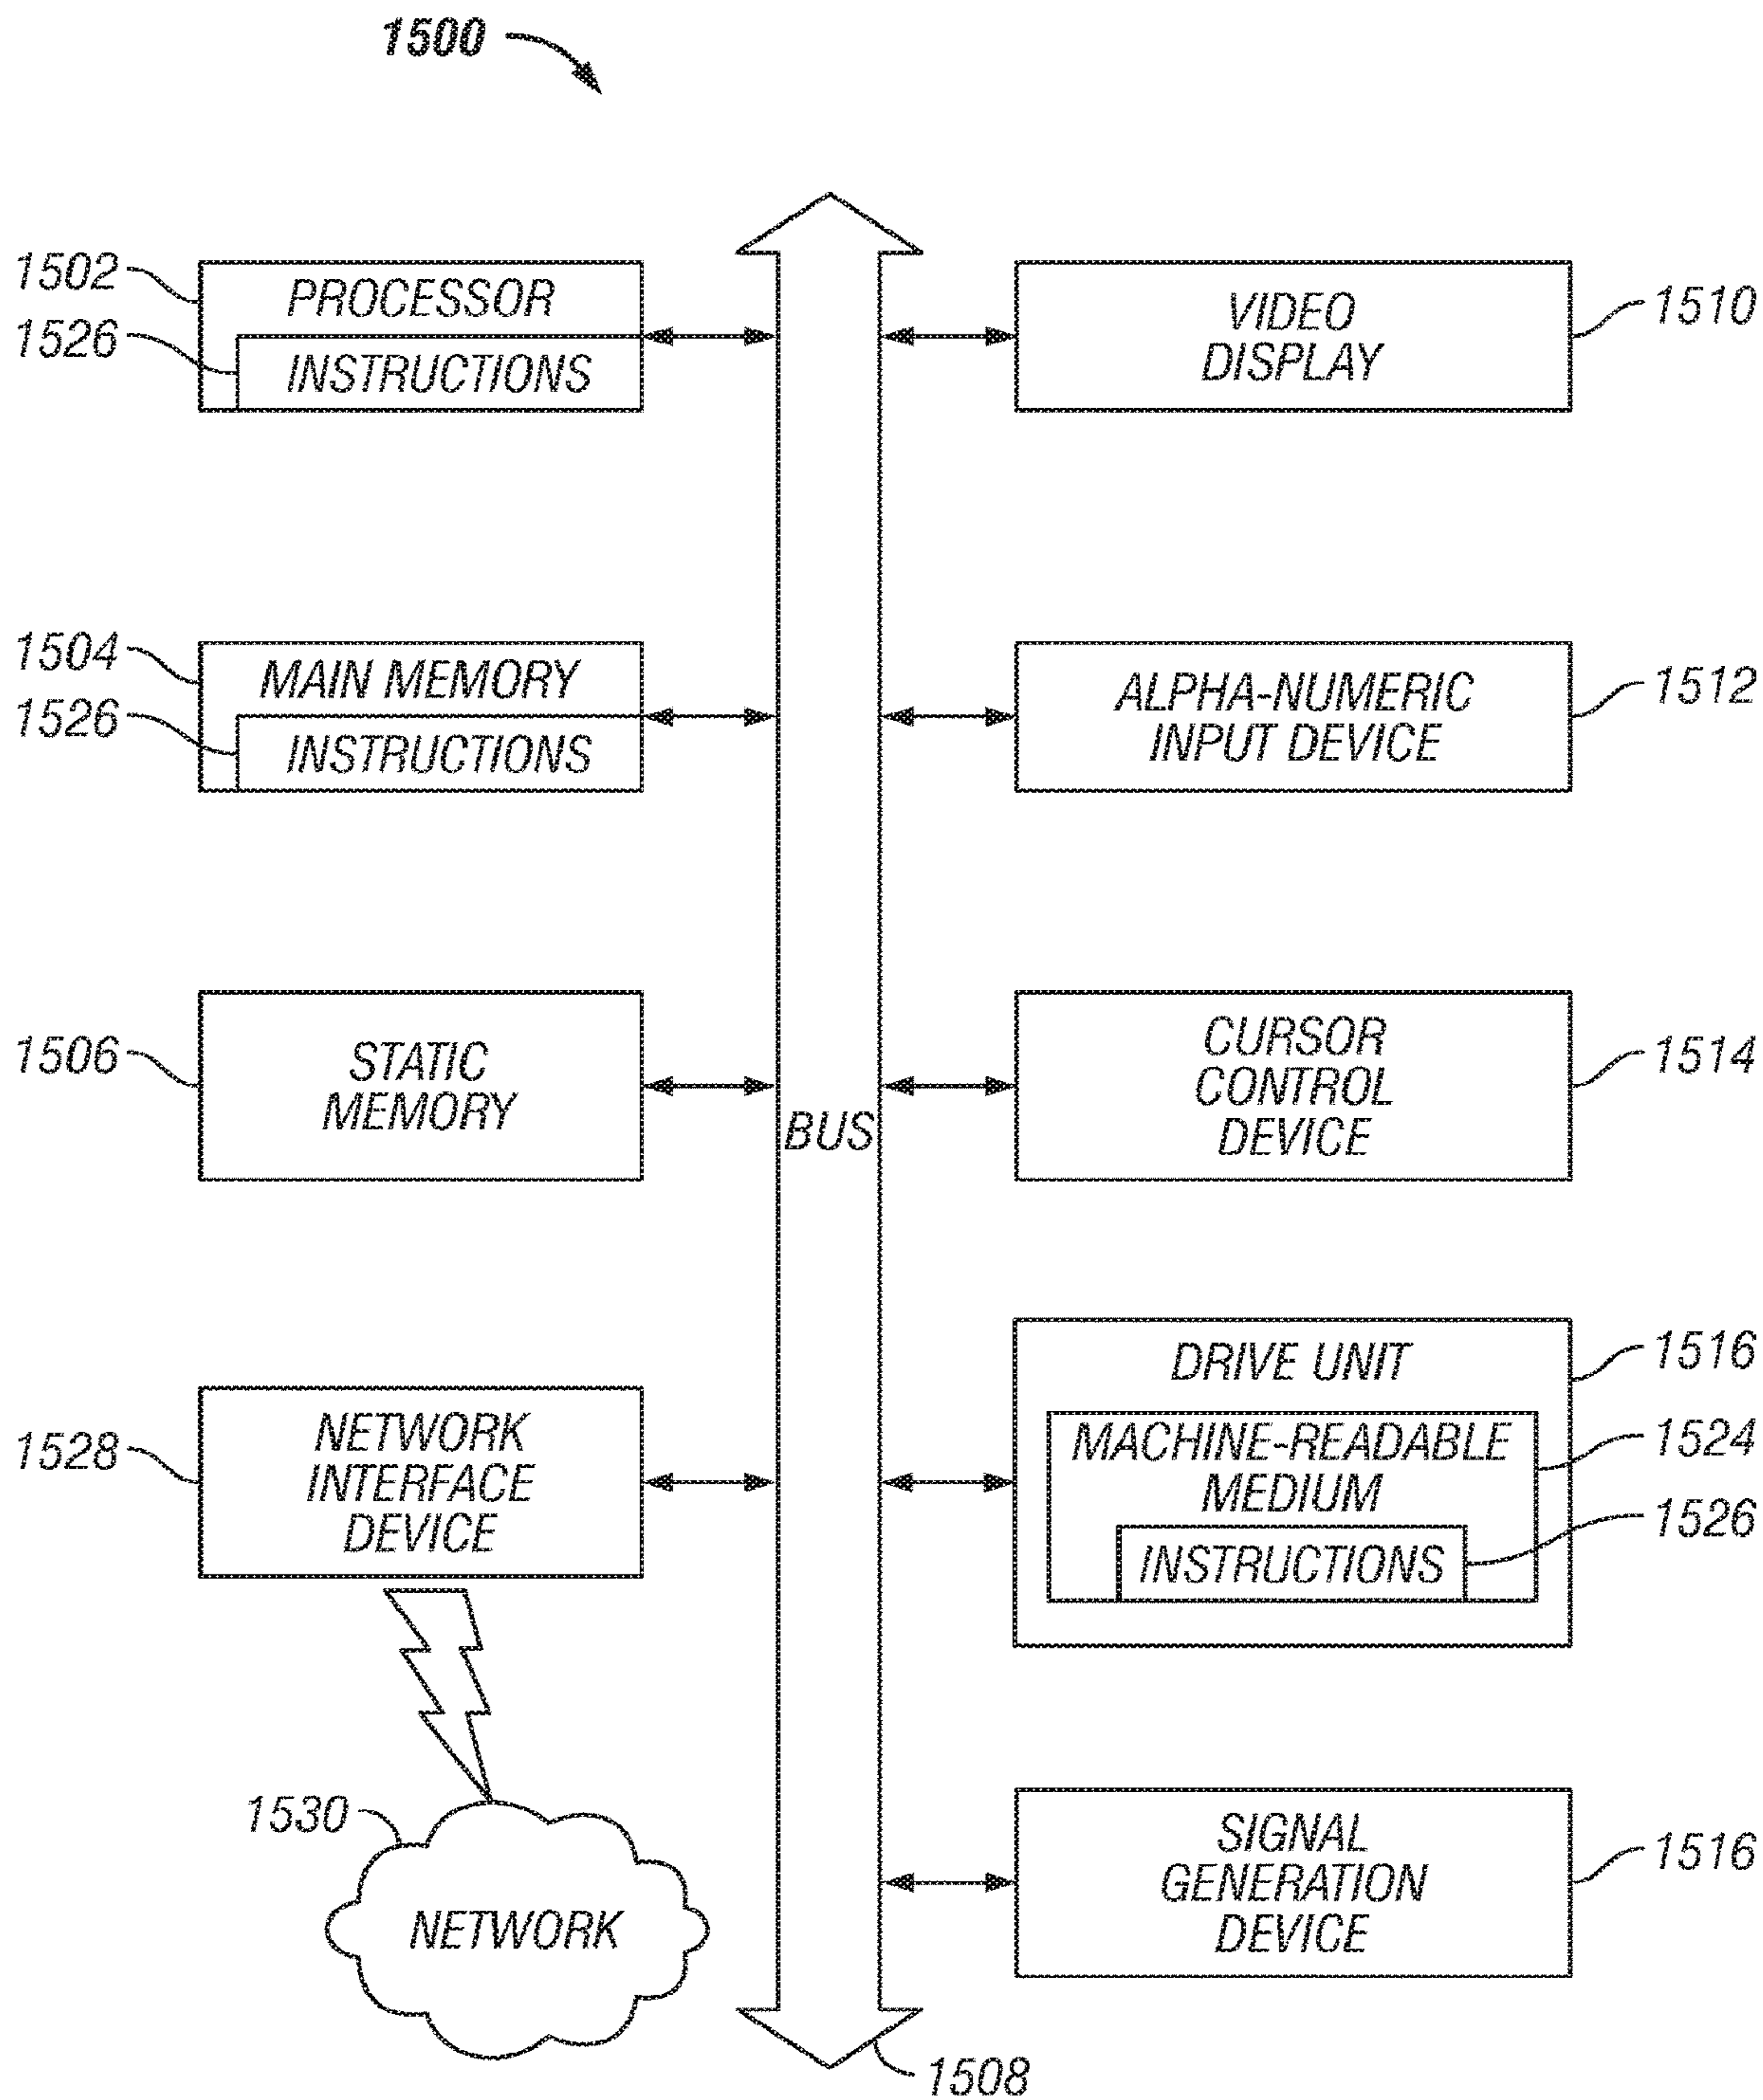 1500
1502
PROCESSOR
1526
INSTRUCTIONS
VIDEO
DISPLAY
1510
1504
MAIN MEMORY
1526
INSTRUCTIONS
ALPHA-NUMERIC
INPUT DEVICE
1512
1506
STATIC
MEMORY
BUS
CURSOR
CONTROL
DEVICE
1514
1528
NETWORK
INTERFACE
DEVICE
DRIVE UNIT
1516
MACHINE-READABLE
MEDIUM
1524
INSTRUCTIONS
1526
1530
NETWORK
SIGNAL
GENERATION
DEVICE
1516
1508